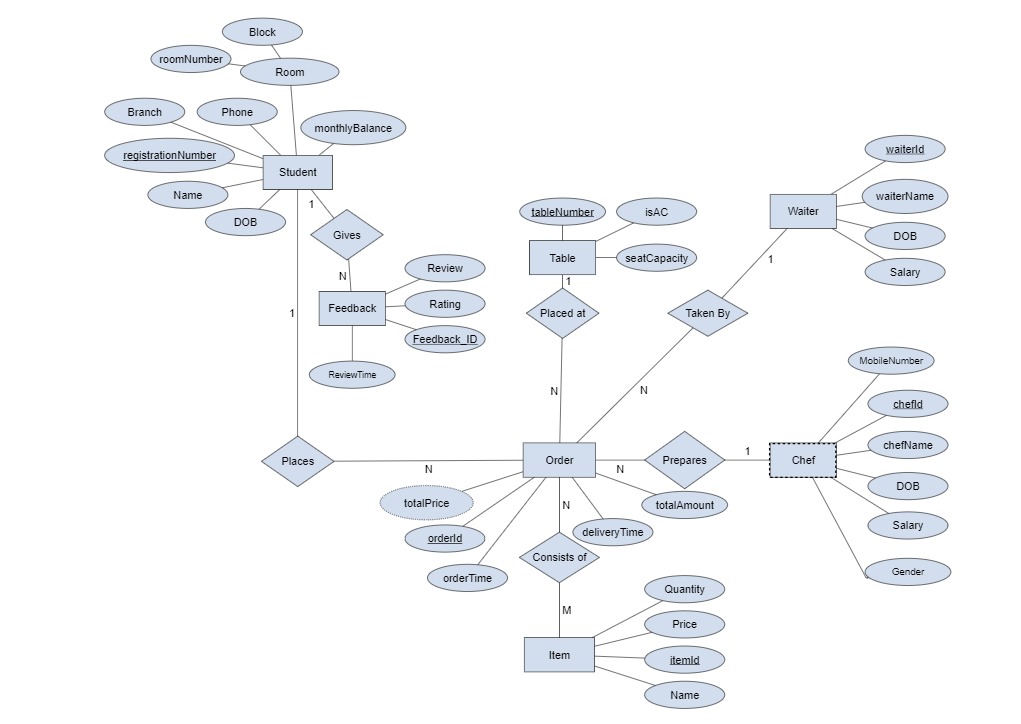 Block
roomNumber
Room
Branch
Phone
monthlyBalance
registrationNumber
Student
Name
DOB
1
Gives
N
Review
Feedback
Rating
Feedback_ID
ReviewTime
1
tableNumber
isAC
Table
seatCapacity
1
Placed at
N
waiterId
Waiter
waiterName
DOB
Salary
1
Taken By
N
MobileNumber
chefId
chefName
Chef
DOB
Salary
Gender
1
Prepares
N
Places
N
Order
totalPrice
orderId
orderTime
deliveryTime
totalAmount
N
Consists of
M
Quantity
Price
Item
itemId
Name